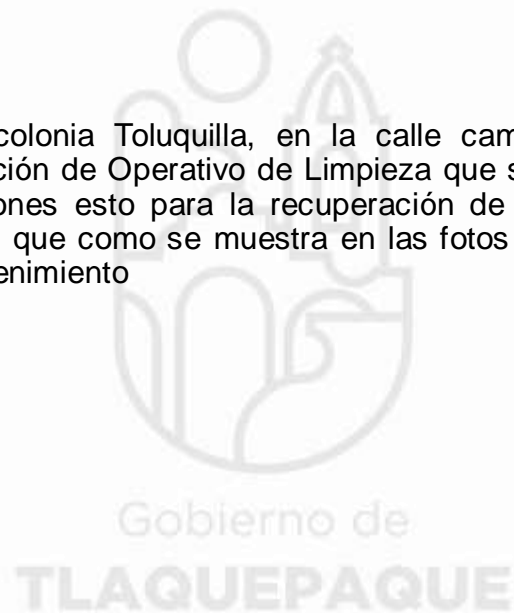 colonia Toluquilla, en la calle
ción de Operativo de Limpieza que
ones esto para la recuperación de
que como se muestra en las fotos
enimiento
Gobierno de
TLAQUEPAQUE